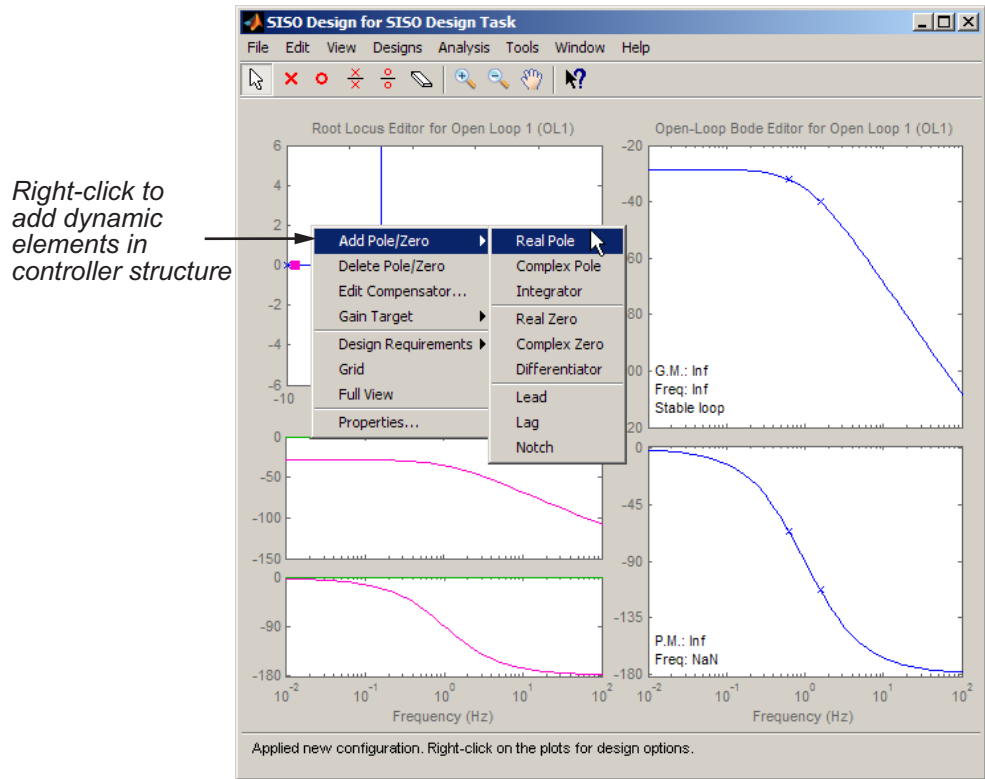 SISO Design for SISO Design Task
File Edit View Designs Analysis Tools Window Help
Root Locus Editor for Open Loop 1 (OL1)
6
4
2
0
-2
-4
-6
-10
Right-click to
add dynamic
elements in
controller structure
Add Pole/Zero
Delete Pole/Zero
Edit Compensator...
Gain Target
Design Requirements
Grid
Full View
Properties...
Real Pole
Complex Pole
Integrator
Real Zero
Complex Zero
Differentiator
Lead
Lag
Notch
Open-Loop Bode Editor for Open Loop 1 (OL1)
-20
-40
60
80
00
20
G.M.: Inf
Freq: Inf
Stable loop
0
-50
-100
-150
0
-90
-180
10^-2 10^-1 10^0 10^1 10^2
Frequency (Hz)
0
-45
-90
-135
-180
P.M.: Inf
Freq: NaN
10^-2 10^-1 10^0 10^1 10^2
Frequency (Hz)
Applied new configuration. Right-click on the plots for design options.